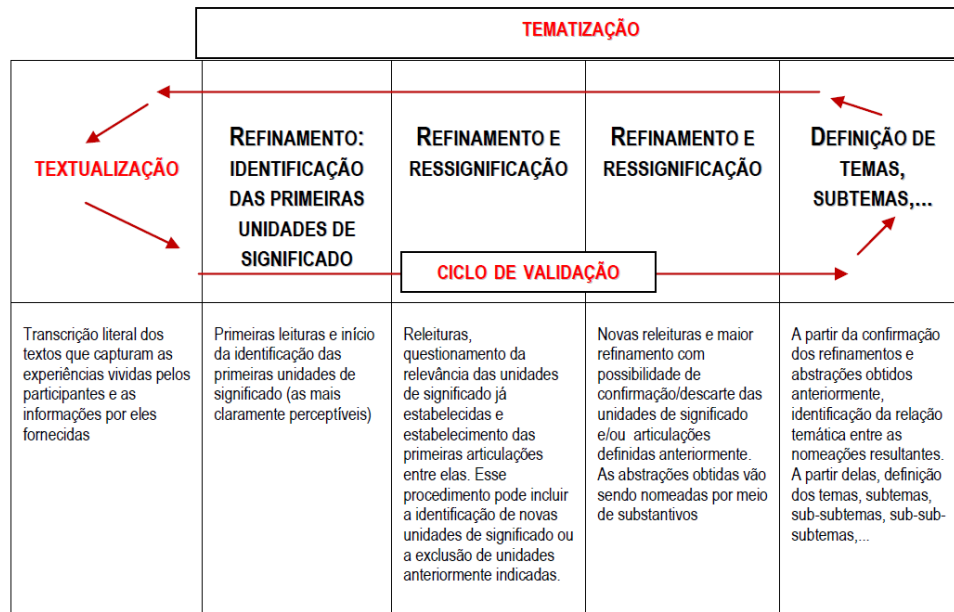 TEMATIZAÇÃO
TEXTUALIZAÇÃO
REFINAMENTO:
IDENTIFICAÇÃO
DAS PRIMEIRAS
UNIDADES DE
SIGNIFICADO
REFINAMENTO E
RESSIGNIFICAÇÃO
REFINAMENTO E
RESSIGNIFICAÇÃO
DEFINIÇÃO DE
TEMAS,
SUBTEMAS,...
CICLO DE VALIDAÇÃO
Transcrição literal dos
textos que capturam as
experiências vividas pelos
participantes e as
informações por eles
fornecidas
Primeiras leituras e início
da identificação das
primeiras unidades de
significado (as mais
claramente perceptíveis)
Releituras,
questionamento da
relevância das unidades
de significado já
estabelecidas e
estabelecimento das
primeiras articulações
entre elas. Esse
procedimento pode incluir
a identificação de novas
unidades de significado ou
a exclusão de unidades
anteriormente indicadas.
Novas releituras e maior
refinamento com
possibilidade de
confirmação/descarte das
unidades de significado
e/ou articulações
definidas anteriormente.
As abstrações obtidas vão
sendo nomeadas por meio
de substantivos
A partir da confirmação
dos refinamentos e
abstrações obtidos
anteriormente,
identificação da relação
temática entre as
nomeações resultantes.
A partir delas, definição
dos temas, subtemas,
sub-subtemas, sub-sub-
subtemas,...